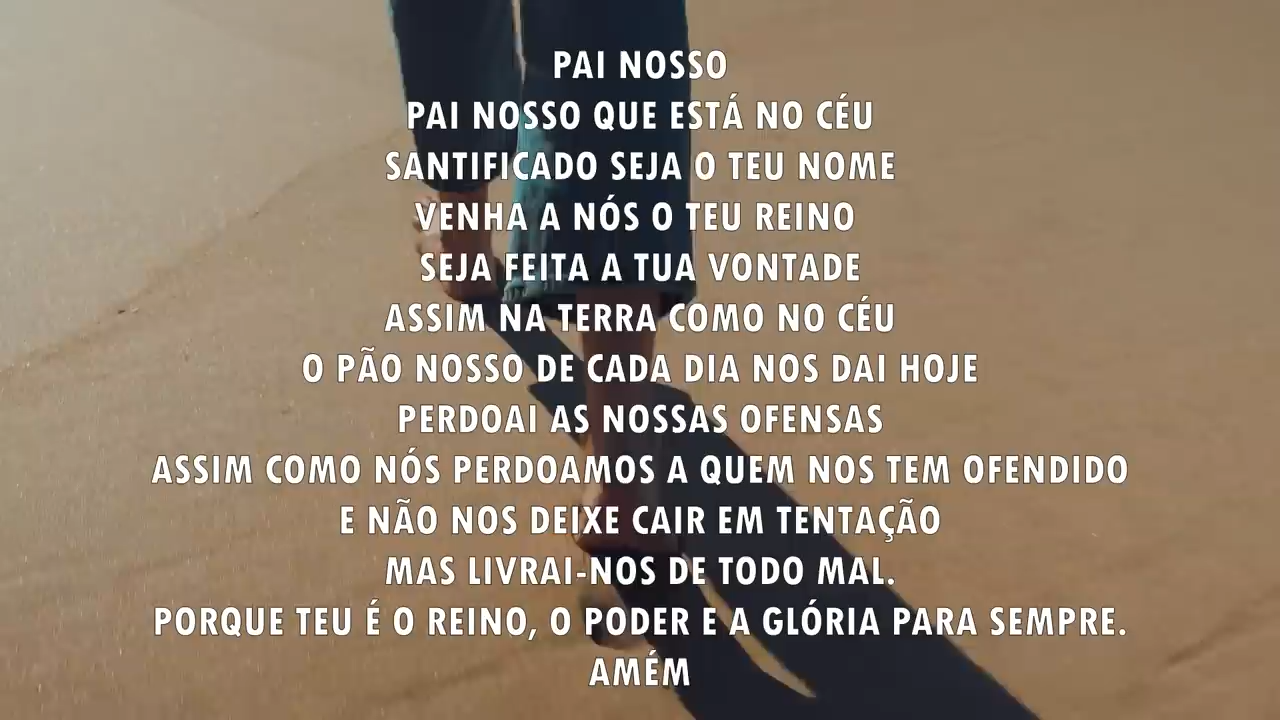 PAI NOSSO
PAI NOSSO QUE ESTÁ NO CÉU
SANTIFICADO SEJA O TEU NOME
VENHA A NÓS O TEU REINO
SEJA FEITA A TUA VONTADE
ASSIM NA TERRA COMO NO CÉU
O PÃO NOSSO DE CADA DIA NOS DAI HOJE
PERDOAI AS NOSSAS OFENSAS
ASSIM COMO NÓS PERDOAMOS A QUEM NOS TEM OFENDIDO
E NÃO NOS DEIXE CAIR EM TENTAÇÃO
MAS LIVRAI-NOS DE TODO MAL.
PORQUE TEU É O REINO, O PODER E A GLÓRIA PARA SEMPRE.
AMÉM